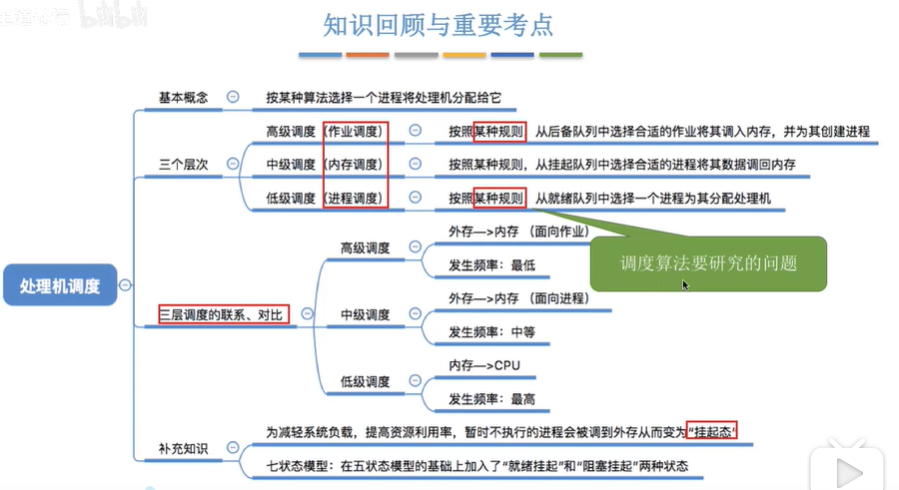 bilibili
知识回顾与重要考点
基本概念
按某种算法选择一个进程将处理机分配给它
高级调度（作业调度）
按照某种规则，从后备队列中选择合适的作业将其调入内存，并为其创建进程
三个层次
中级调度（内存调度）
按照某种规则，从挂起队列中选择合适的进程将其数据调回内存
低级调度（进程调度）
按照某种规则，从就绪队列中选择一个进程为其分配处理机
外存—>内存（面向作业）
高级调度
调度算法要研究的问题
发生频率：最低
处理机调度
外存—>内存（面向进程）
三层调度的联系、对比
中级调度
发生频率：中等
内存—>CPU
低级调度
发生频率：最高
为减轻系统负载，提高资源利用率，暂时不执行的进程会被调到外存从而变为“挂起态”
补充知识
七状态模型：在五状态模型的基础上加入了“就绪挂起”和“阻塞挂起”两种状态